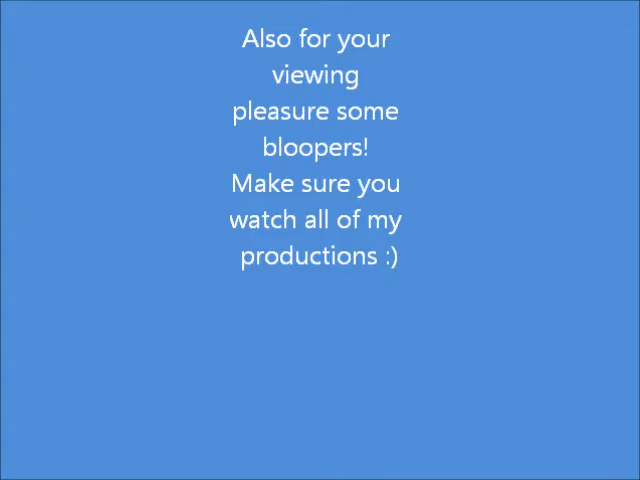 Also for your
viewing
pleasure some
bloopers!
Make sure you
watch all of my
productions :)